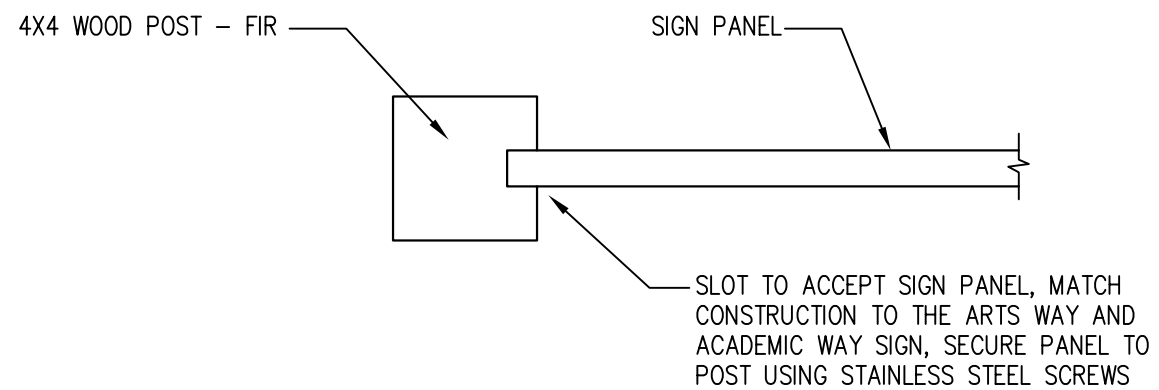 4X4 WOOD POST – FIR
SIGN PANEL
SLOT TO ACCEPT SIGN PANEL, MATCH
CONSTRUCTION TO THE ARTS WAY AND
ACADEMIC WAY SIGN, SECURE PANEL TO
POST USING STAINLESS STEEL SCREWS